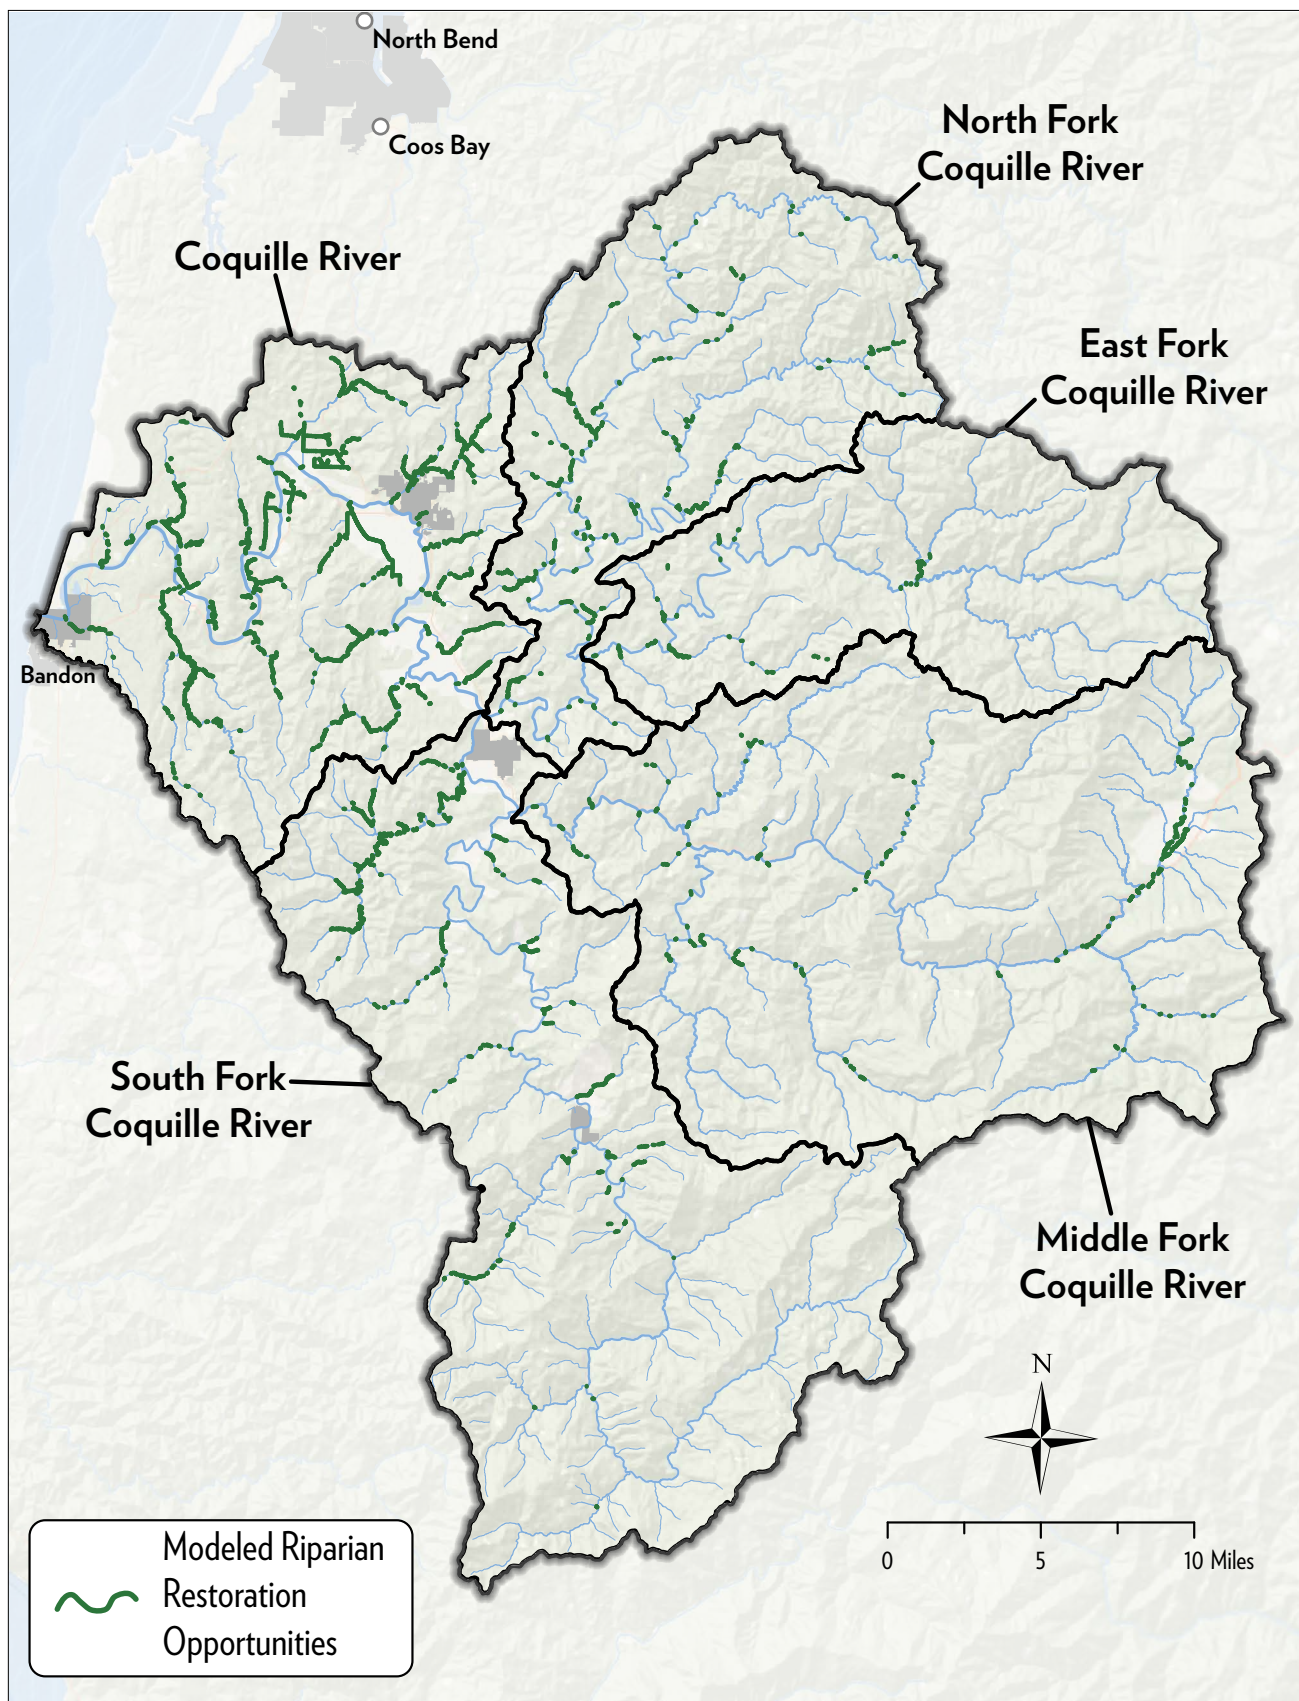 North Bend
Coos Bay
North Fork
Coquille River
Coquille River
East Fork
Coquille River
Bandon
South Fork
Coquille River
Middle Fork
Coquille River
N
0
5
10 Miles
Modeled Riparian
Restoration
Opportunities